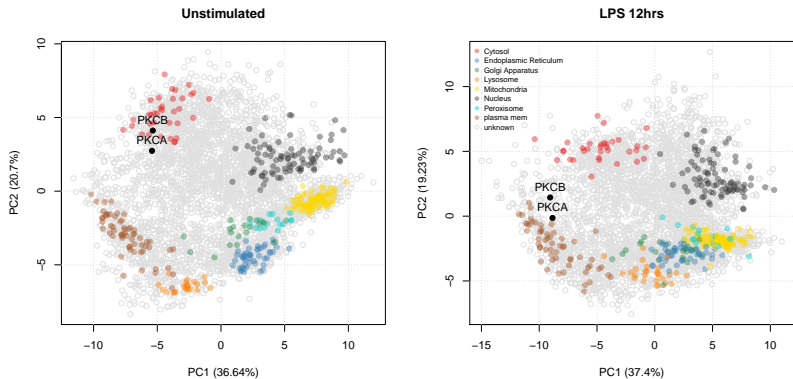 Unstimulated
10
5
0
−5
PC2 (20.7%)
PKCB
PKCA
−10
−5
0
5
10
PC1 (36.64%)
LPS 12hrs
Cytosol
Endoplasmic Reticulum
Golgi Apparatus
Lysosome
Mitochondria
Nucleus
Peroxisome
plasma mem
unknown
10
5
0
−5
PC2 (19.23%)
PKCB
PKCA
−15
−10
−5
0
5
10
PC1 (37.4%)